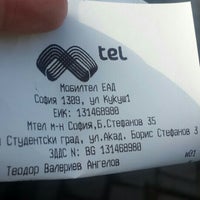 tel
Мобилтел ЕАД
София 1309, ул Кукуш1
ЕИК: 131468980
Мтел м-н София,Б.Стефанов 35
Студентски град, ул.Акад. Борис Стефанов 3
ЗДДС N: BG 131468980
Теодор Валериев Ангелов
#01